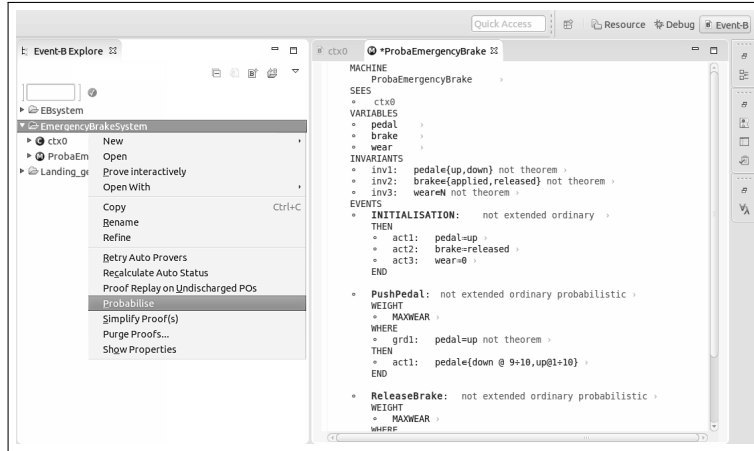 Quick Access
Resource
Debug
Event-B
Event-B Explore
EBsystem
EmergencyBrakeSystem
ctx0
ProbaEm
Landing_ge
New
Open
Prove interactively
Open With
Copy Ctrl+C
Rename
Refine
Retry Auto Provers
Recalculate Auto Status
Proof Replay on Undischarged POs
Probabilise
Simplify Proof(s)
Purge Proofs...
Show Properties
ctx0
*ProbaEmergencyBrake
MACHINE
ProbaEmergencyBrake
SEES
ctx0
VARIABLES
pedal
brake
wear
INVARIANTS
inv1: pedal∈{up,down} not theorem
inv2: brake∈{applied,released} not theorem
inv3: wear∈N not theorem
EVENTS
INITIALISATION: not extended ordinary
THEN
act1: pedal≔up
act2: brake≔released
act3: wear≔0
END
PushPedal: not extended ordinary probabilistic
WEIGHT
MAXWEAR
WHERE
grd1: pedal=up not theorem
THEN
act1: pedal∈{down @ 9÷10,up@1÷10}
END
ReleaseBrake: not extended ordinary probabilistic
WEIGHT
MAXWEAR
WHERE